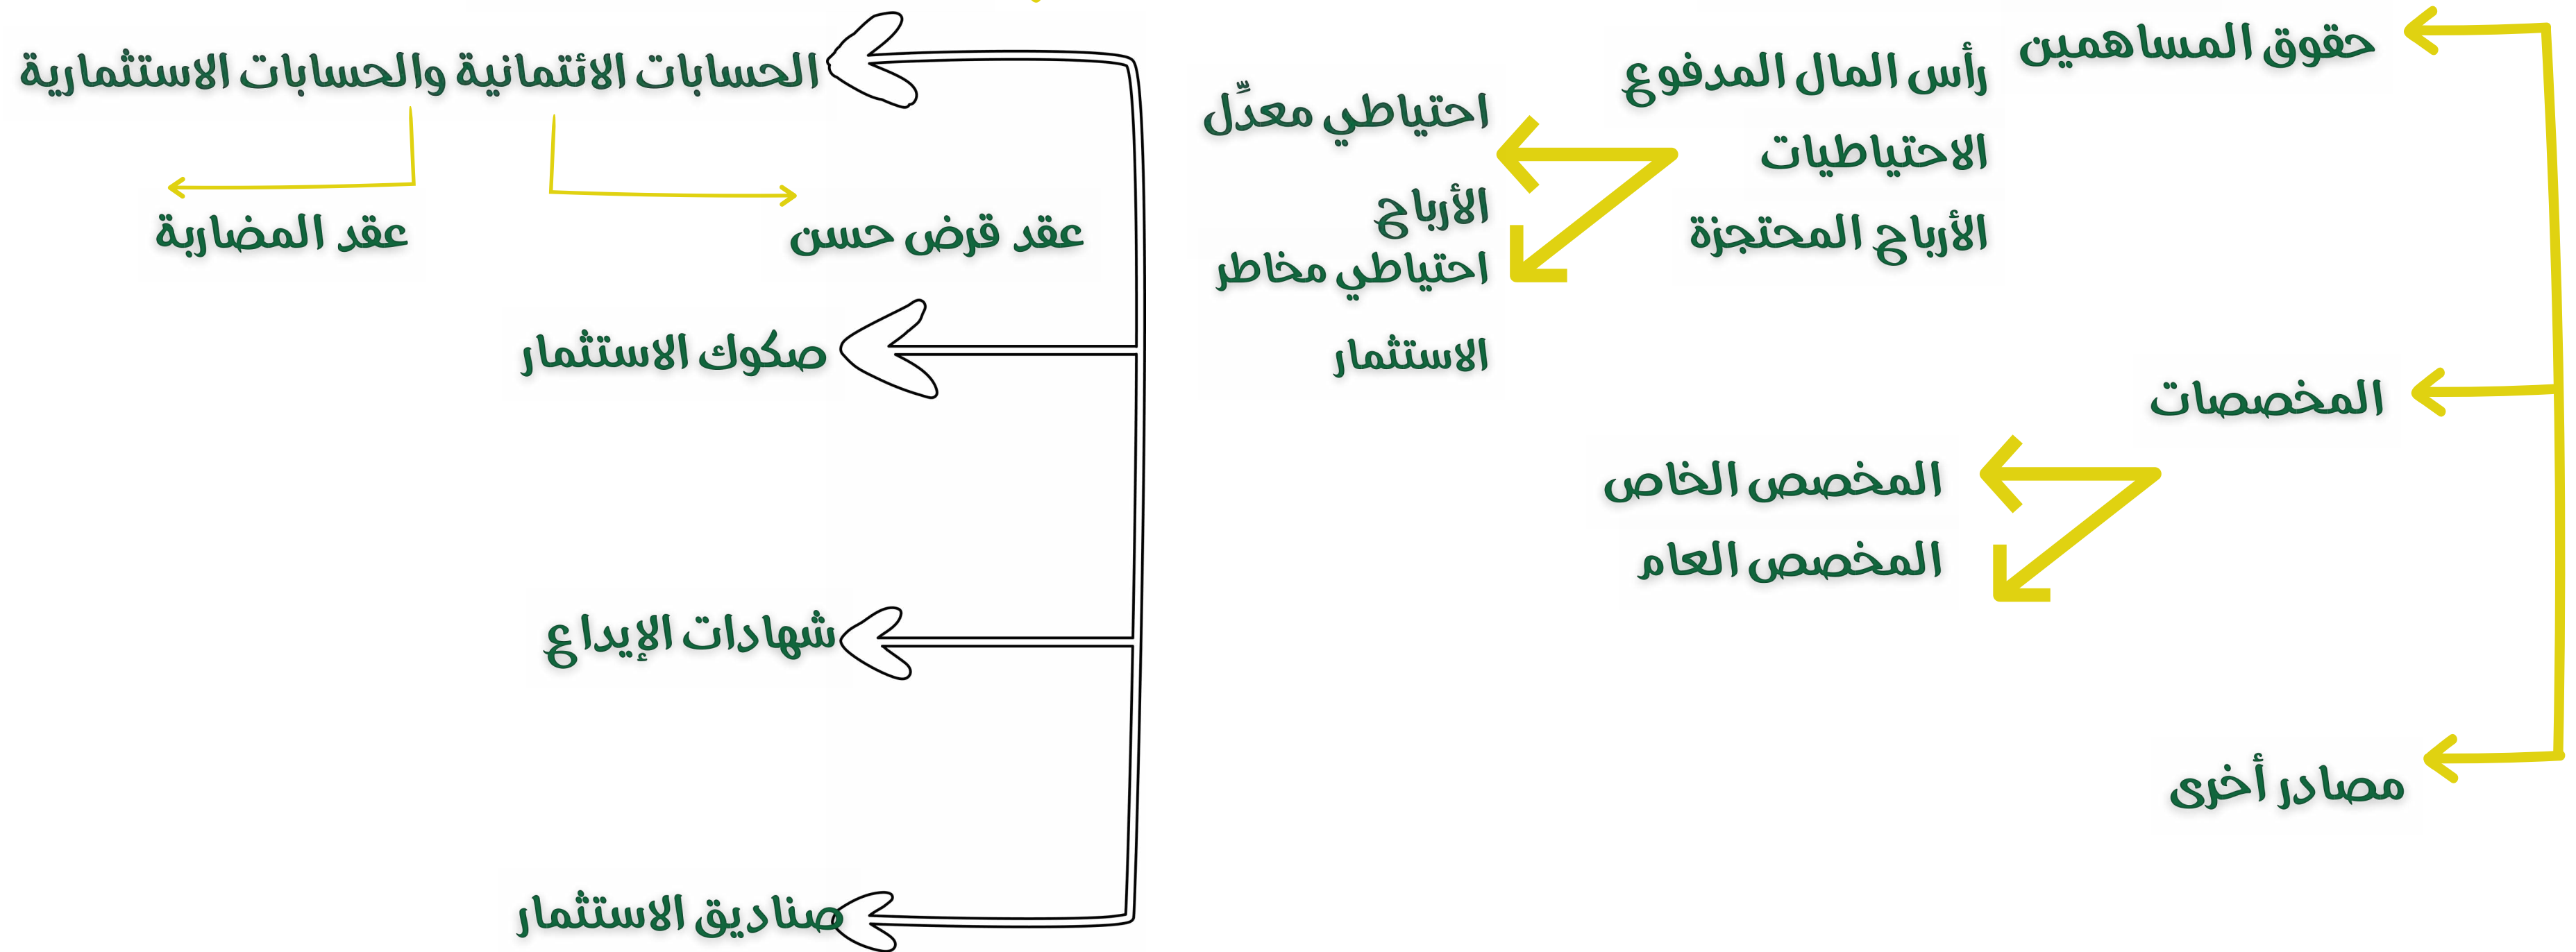 حقوق المساهمين
رأس المال المدفوع
الاحتياطيات
الأرباح المحتجزة
احتياطي معدِّل
الأرباح
احتياطي مخاطر
الاستثمار
المخصصات
المخصص الخاص
المخصص العام
مصادر أخرى
الحسابات الائتمانية والحسابات الاستثمارية
عقد قرض حسن
عقد المضاربة
صكوك الاستثمار
شهادات الإيداع
صناديق الاستثمار